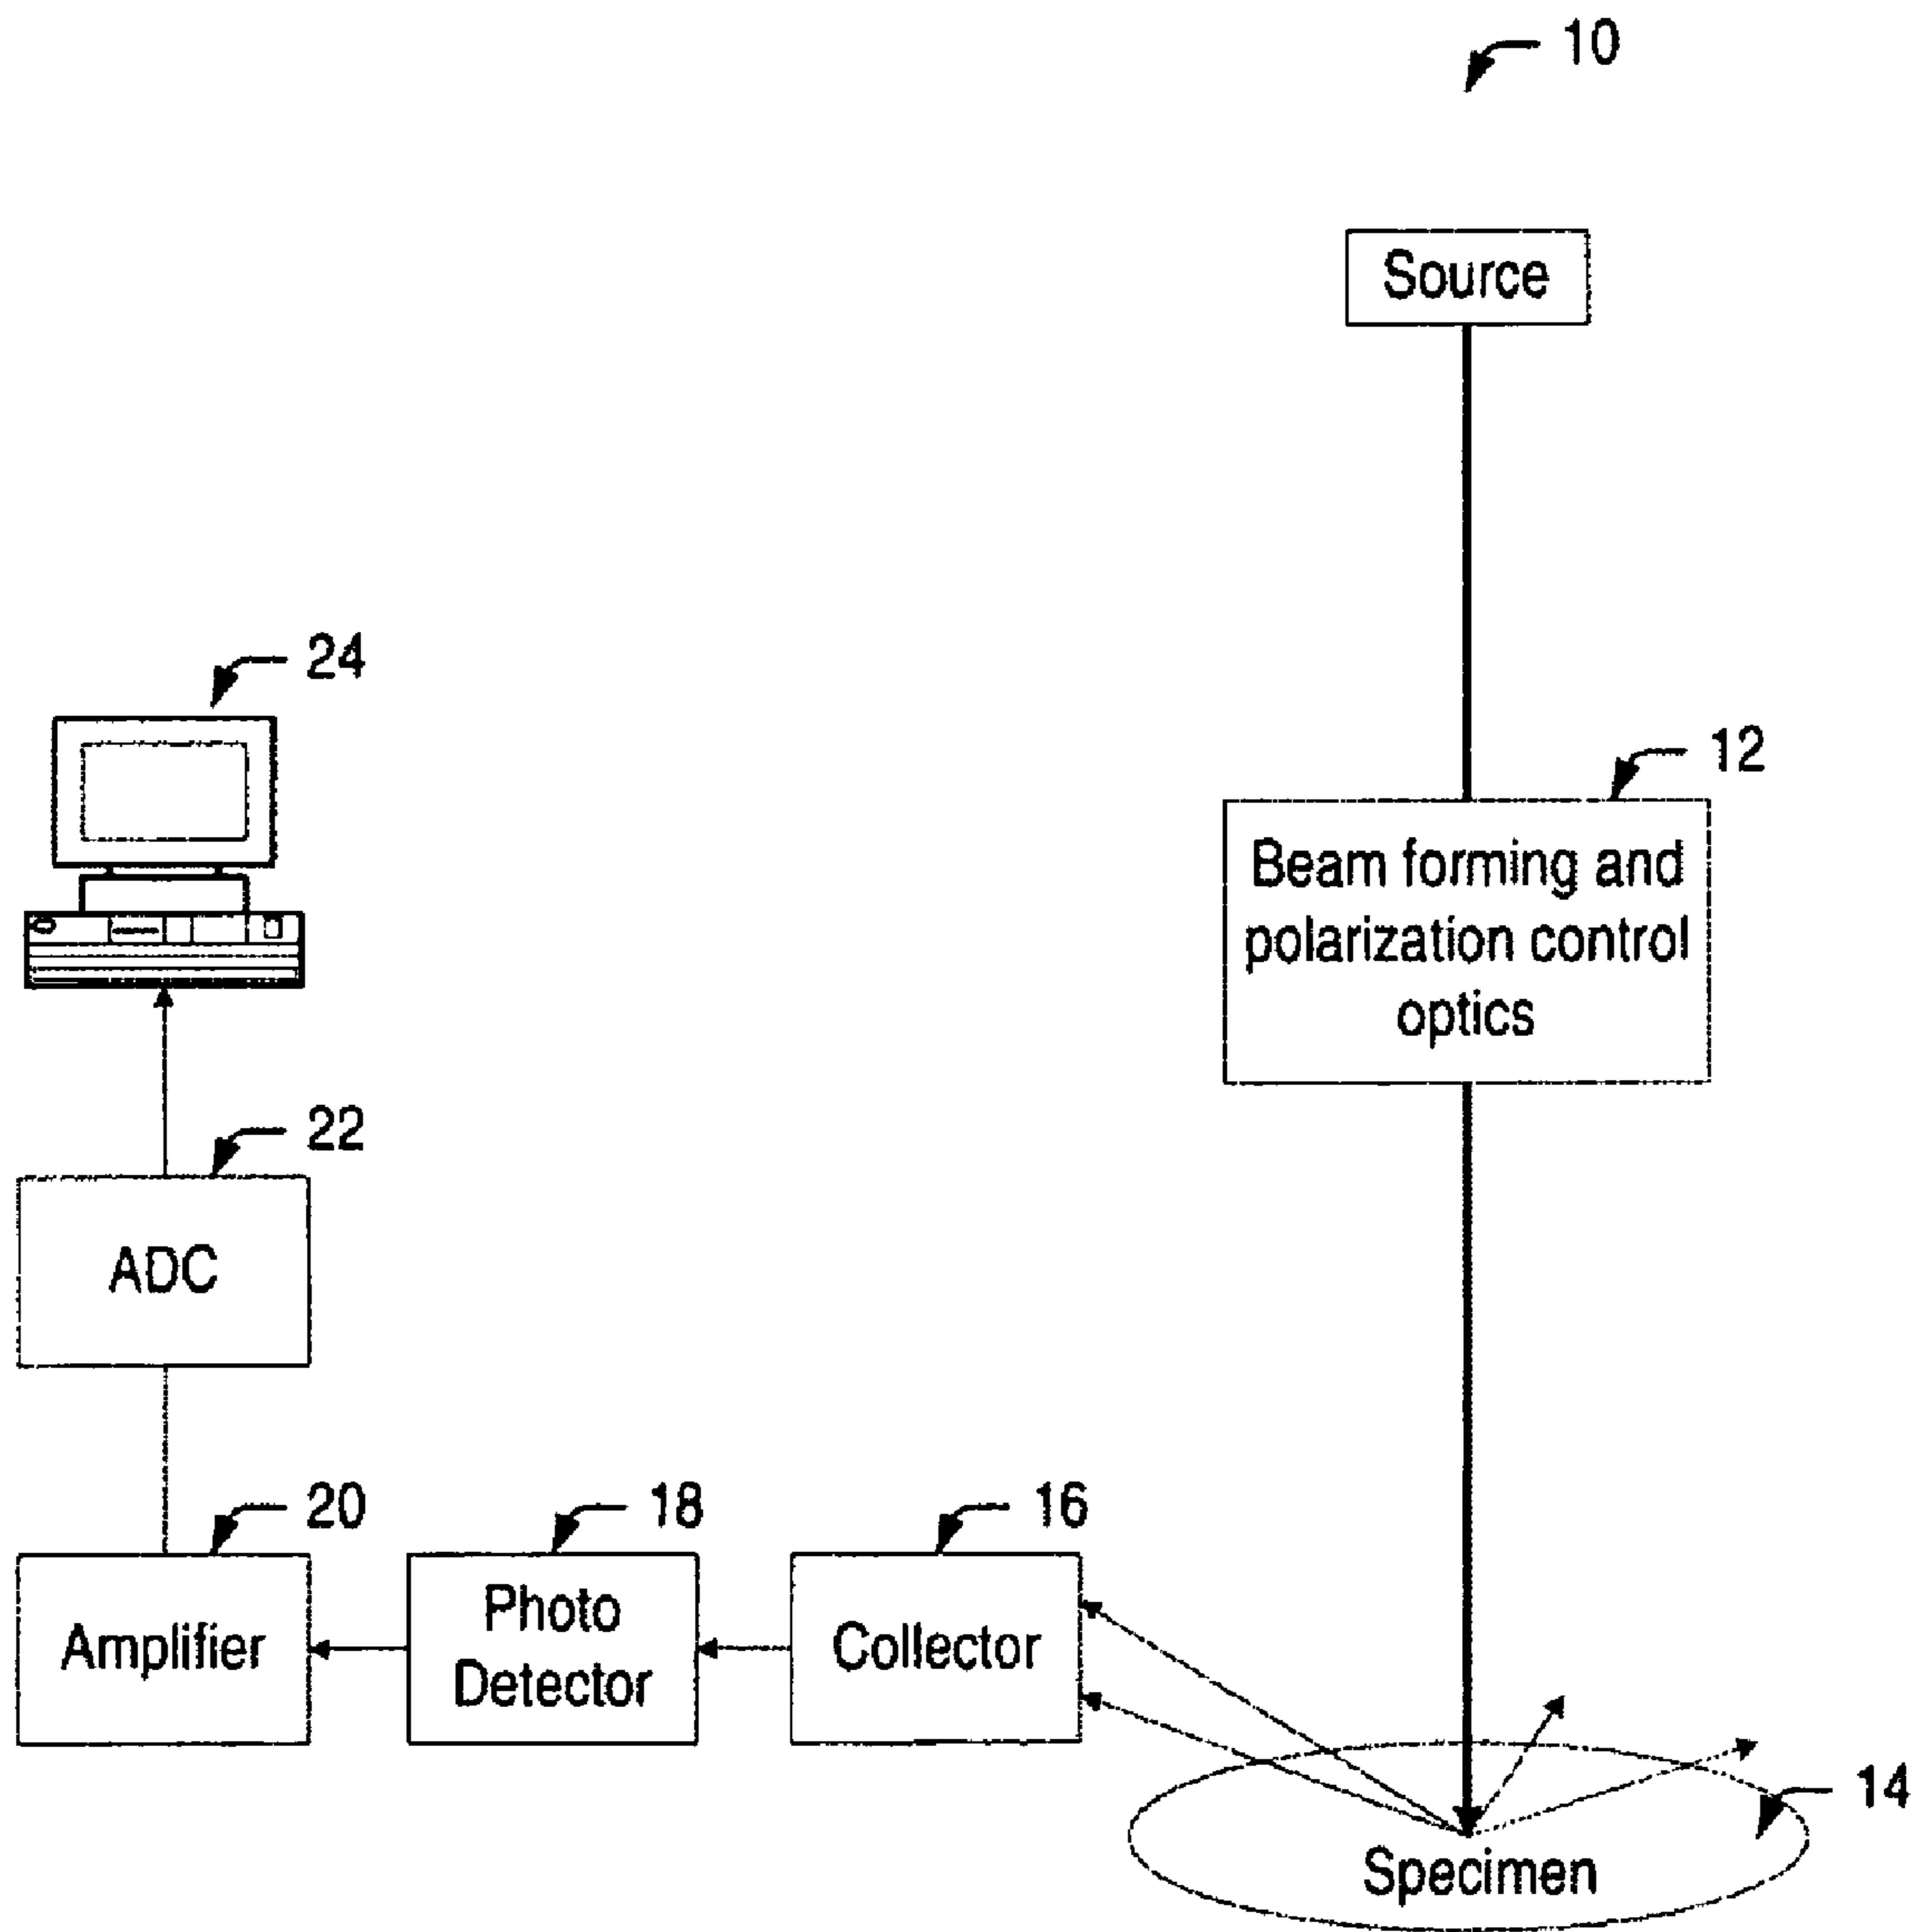 10
Source
24
12
Beam forming and
polarization control
optics
22
ADC
20
18
16
Amplifier
Photo
Detector
Collector
14
Specimen